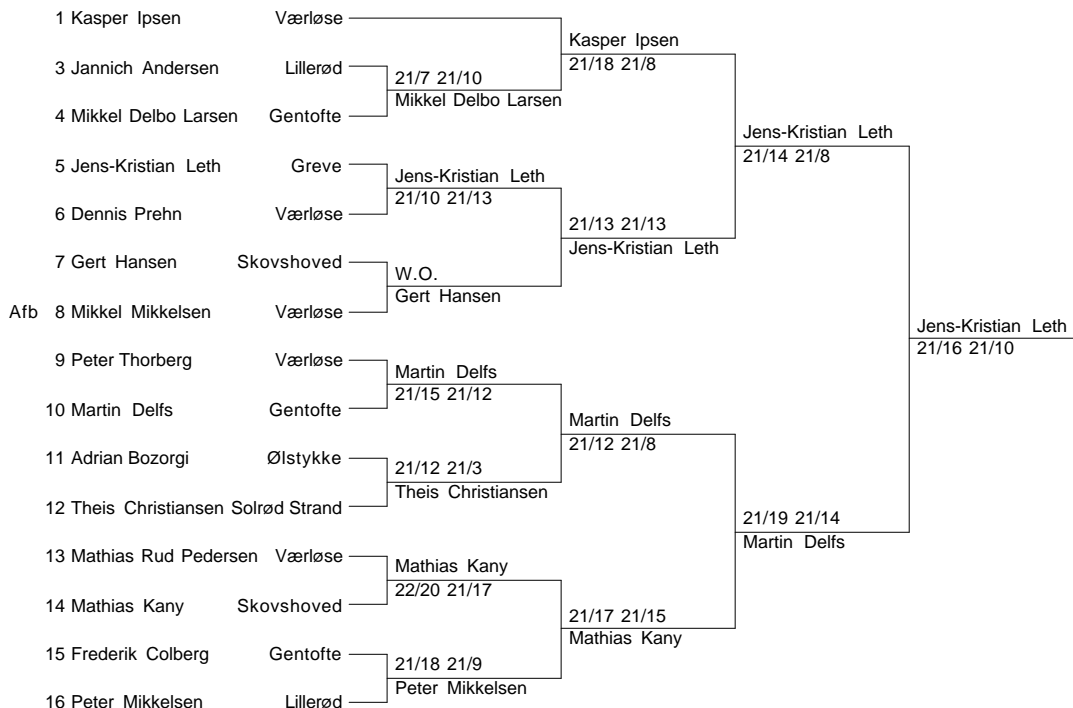 1 Kasper Ipsen Værløse
Kasper Ipsen
21/18 21/8
3 Jannich Andersen Lillerød
21/7 21/10
Mikkel Delbo Larsen
4 Mikkel Delbo Larsen Gentofte
Jens-Kristian Leth
21/14 21/8
5 Jens-Kristian Leth Greve
Jens-Kristian Leth
21/10 21/13
6 Dennis Prehn Værløse
21/13 21/13
Jens-Kristian Leth
7 Gert Hansen Skovshoved
W.O.
Gert Hansen
Afb 8 Mikkel Mikkelsen Værløse
Jens-Kristian Leth
21/16 21/10
9 Peter Thorberg Værløse
Martin Delfs
21/15 21/12
10 Martin Delfs Gentofte
Martin Delfs
21/12 21/8
11 Adrian Bozorgi Ølstykke
21/12 21/3
Theis Christiansen
12 Theis Christiansen Solrød Strand
21/19 21/14
Martin Delfs
13 Mathias Rud Pedersen Værløse
Mathias Kany
22/20 21/17
14 Mathias Kany Skovshoved
21/17 21/15
Mathias Kany
15 Frederik Colberg Gentofte
21/18 21/9
Peter Mikkelsen
16 Peter Mikkelsen Lillerød